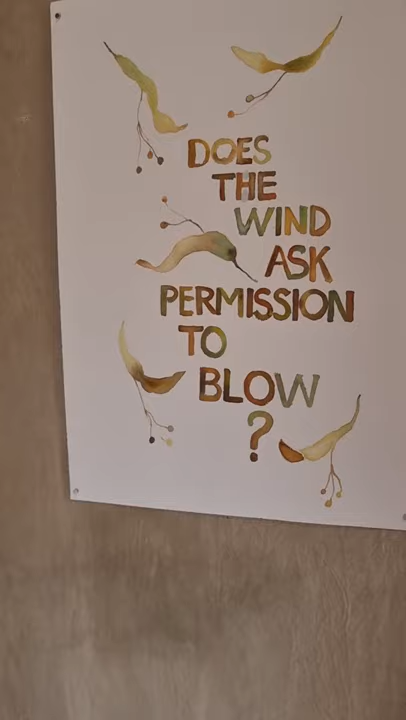 DOES
THE
WIND
ASK
PERMISSION
TO
BLOW
?